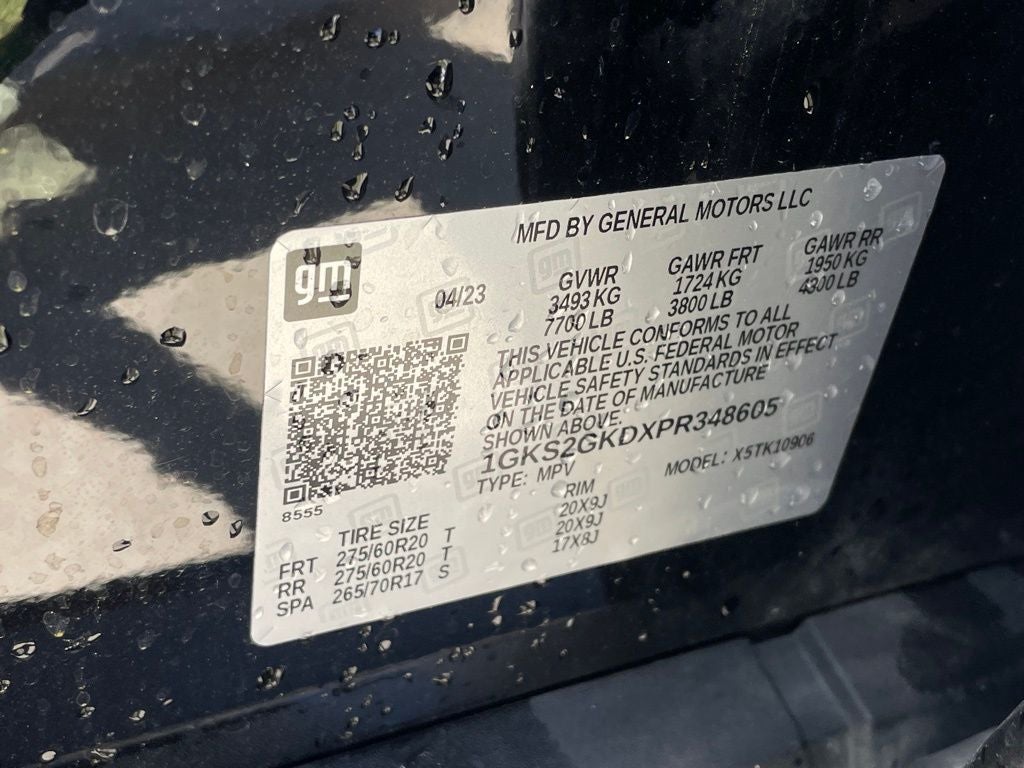 MFD BY GENERAL MOTORS LLC
gm
04/23
GVWR GAWR FRT GAWR RR
3493 KG 1724 KG 1950 KG
7700 LB 3800 LB 4300 LB
THIS VEHICLE CONFORMS TO ALL
APPLICABLE U.S. FEDERAL MOTOR
VEHICLE SAFETY STANDARDS IN EFFECT
ON THE DATE OF MANUFACTURE
SHOWN ABOVE.
1GKS2GKDXPR348605
TYPE: MPV MODEL: X5TK10906
8555
TIRE SIZE RIM
FRT 275/60R20 T 20X9J
RR 275/60R20 T 20X9J
SPA 265/70R17 S 17X8J